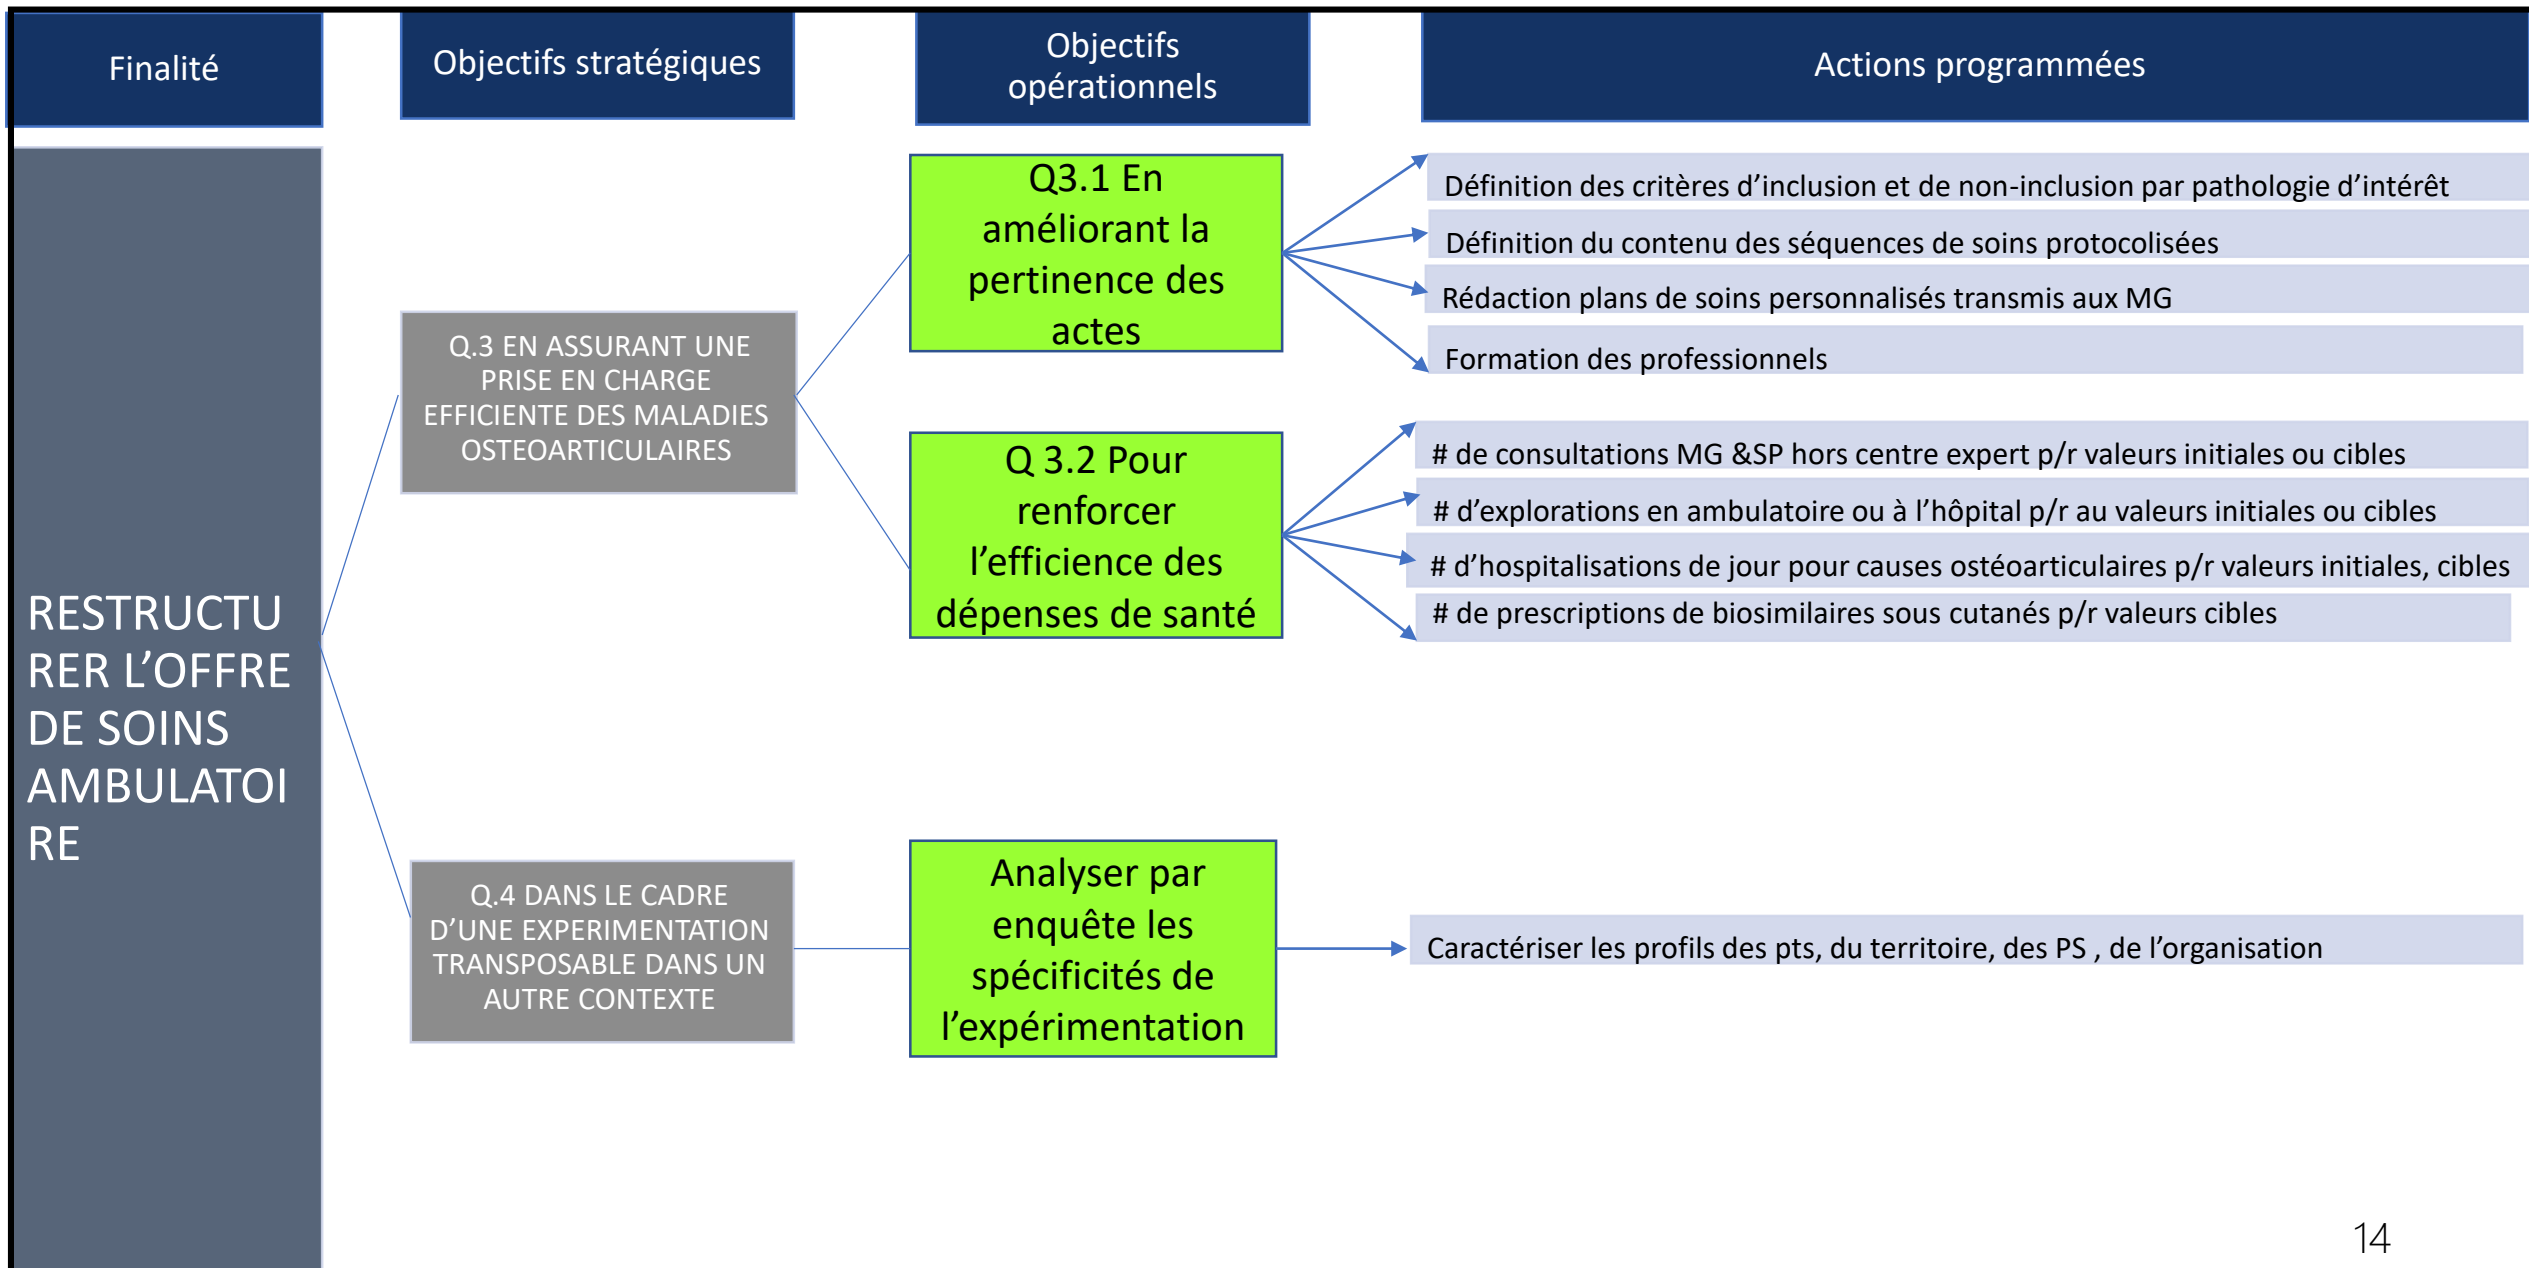 Finalité
Objectifs stratégiques
Objectifs
opérationnels
Actions programmées
RESTRUCTU
RER L’OFFRE
DE SOINS
AMBULATOI
RE
Q.3 EN ASSURANT UNE
PRISE EN CHARGE
EFFICIENTE DES MALADIES
OSTEOARTICULAIRES
Q3.1 En
améliorant la
pertinence des
actes
Définition des critères d’inclusion et de non-inclusion par pathologie d’intérêt
Définition du contenu des séquences de soins protocolisées
Rédaction plans de soins personnalisés transmis aux MG
Formation des professionnels
Q 3.2 Pour
renforcer
l’efficience des
dépenses de santé
# de consultations MG &SP hors centre expert p/r valeurs initiales ou cibles
# d’explorations en ambulatoire ou à l’hôpital p/r au valeurs initiales ou cibles
# d’hospitalisations de jour pour causes ostéoarticulaires p/r valeurs initiales, cibles
# de prescriptions de biosimilaires sous cutanés p/r valeurs cibles
Q.4 DANS LE CADRE
D’UNE EXPERIMENTATION
TRANSPOSABLE DANS UN
AUTRE CONTEXTE
Analyser par
enquête les
spécificités de
l’expérimentation
Caractériser les profils des pts, du territoire, des PS , de l’organisation
14